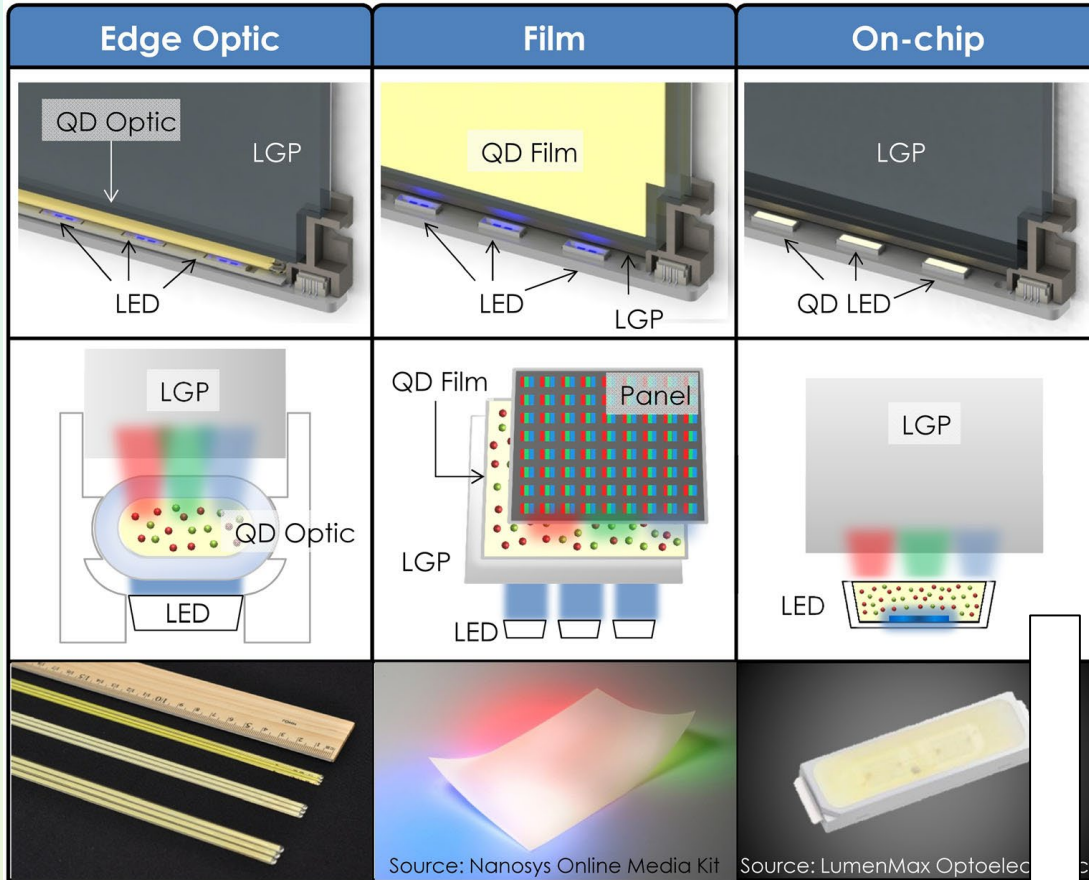 Edge Optic
Film
On-chip
QD Optic
LGP
LED
QD Film
LED
LGP
LGP
QD LED
LGP
QD Optic
LED
QD Film
Panel
LGP
LED
LGP
LED
Source: Nanosys Online Media Kit
Source: LumenMax